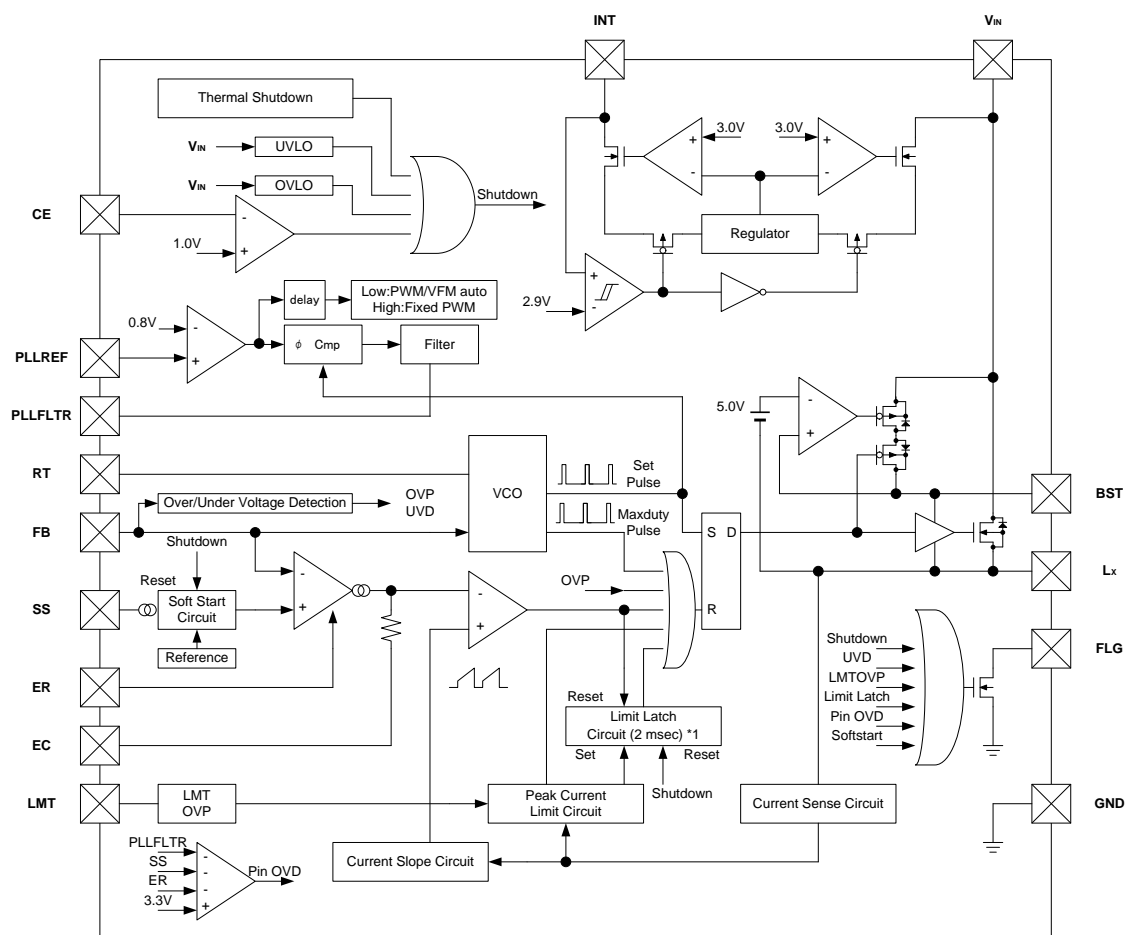 INT
VIN
Thermal Shutdown
VIN
UVLO
VIN
OVLO
Shutdown
CE
-
+
1.0V
3.0V
3.0V
+
-
+
-
Regulator
+
-
2.9V
delay
Low:PWM/VFM auto
High:Fixed PWM
0.8V
-
+
φ Cmp
Filter
PLLREF
PLLFLTR
5.0V
-
+
RT
VCO
Set
Pulse
Maxduty
Pulse
BST
FB
Over/Under Voltage Detection
OVP
UVD
S D
R
Shutdown
Reset
SS
Soft Start
Circuit
Reference
-
+
-
+
OVP
LX
ER
EC
Reset
Limit Latch
Circuit (2 msec) *1
Set
Reset
Shutdown
Shutdown
UVD
LMTOVP
Limit Latch
Pin OVD
Softstart
FLG
LMT
LMT
OVP
Peak Current
Limit Circuit
Current Sense Circuit
GND
Current Slope Circuit
PLLFLTR
SS
ER
3.3V
-
-
-
+
Pin OVD